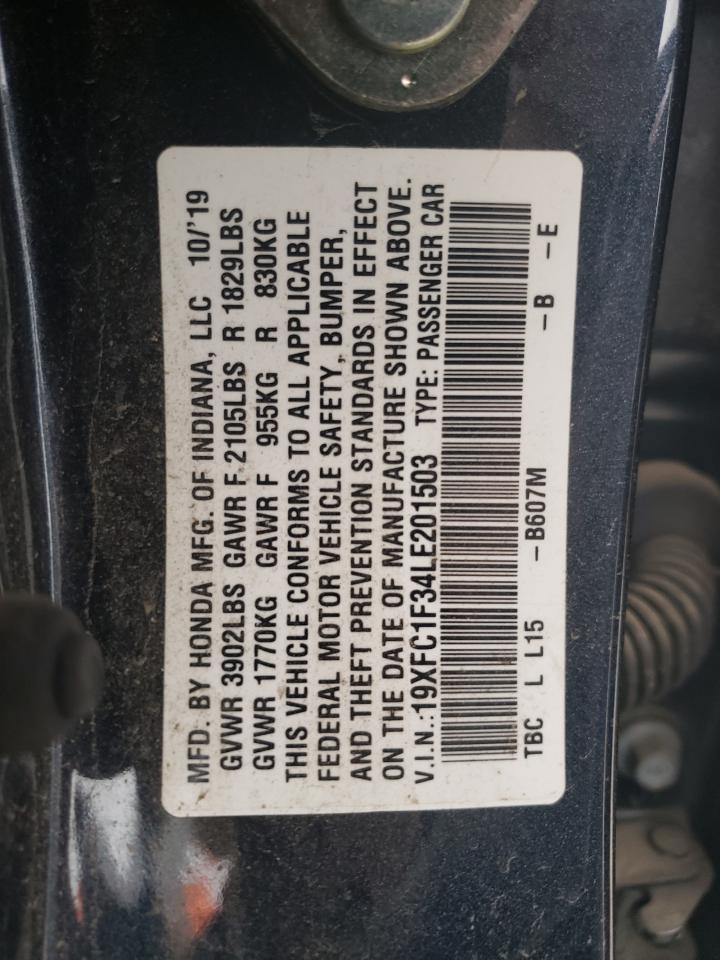 MFD. BY HONDA MFG. OF INDIANA, LLC 10/'19
GVWR 3902LBS GAWR F 2105LBS R 1829LBS
GVWR 1770KG GAWR F 955KG R 830KG
THIS VEHICLE CONFORMS TO ALL APPLICABLE
FEDERAL MOTOR VEHICLE SAFETY, BUMPER,
AND THEFT PREVENTION STANDARDS IN EFFECT
ON THE DATE OF MANUFACTURE SHOWN ABOVE.
V.I.N.:19XFC1F34LE201503 TYPE: PASSENGER CAR
TBC L L15 -B607M -B -E